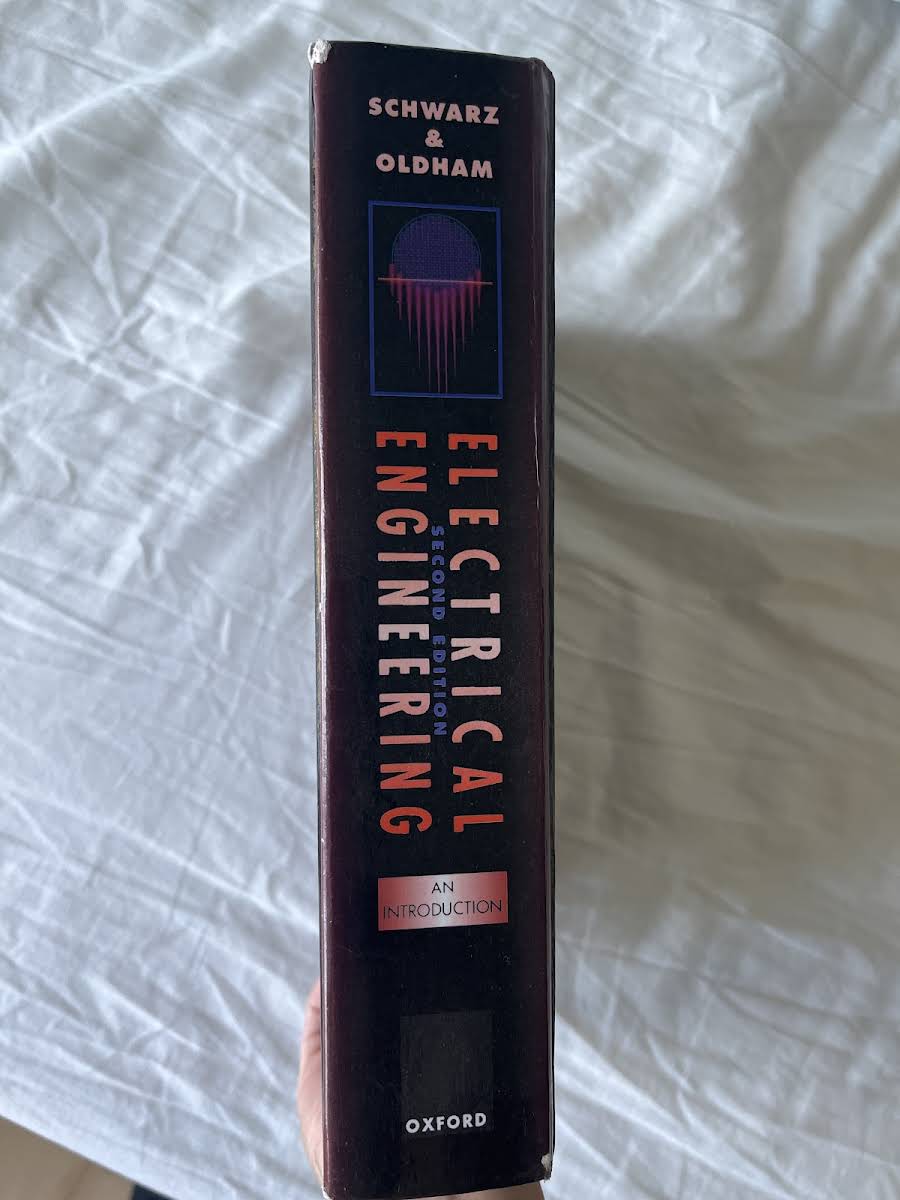 SCHWARZ
&
OLDHAM
ELECTRICAL
SECOND EDITION
ENGINEERING
AN
INTRODUCTION
OXFORD